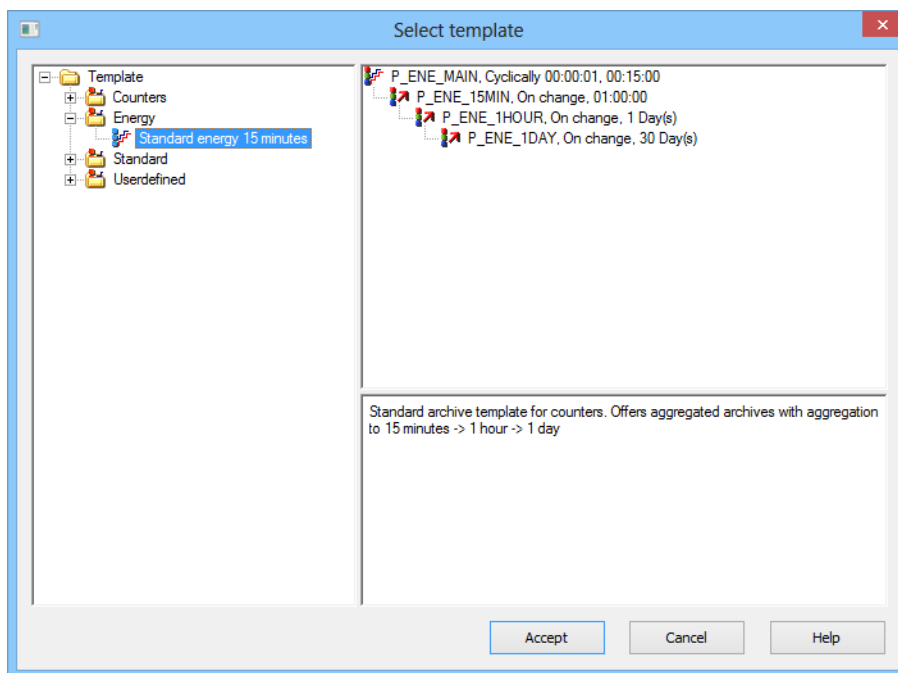 Select template
Template
Counters
Energy
Standard energy 15 minutes
Standard
Userdefined
P_ENE_MAIN, Cyclically 00:00:01, 00:15:00
P_ENE_15MIN, On change, 01:00:00
P_ENE_1HOUR, On change, 1 Day(s)
P_ENE_1DAY, On change, 30 Day(s)
Standard archive template for counters. Offers aggregated archives with aggregation
to 15 minutes -> 1 hour -> 1 day
Accept
Cancel
Help